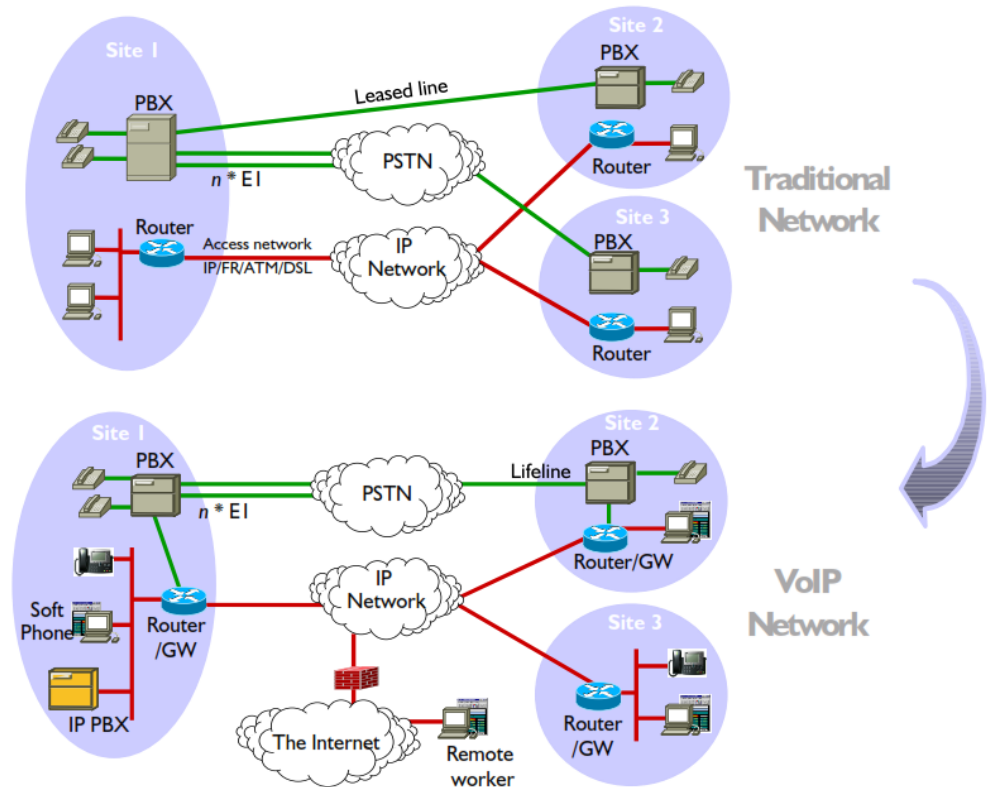 Site 1
PBX
Leased line
n * E1
PSTN
Router
Access network
IP/FR/ATM/DSL
IP
Network
Site 2
PBX
Router
Site 3
PBX
Router
Traditional
Network
Site 1
PBX
n * E1
PSTN
Lifeline
Soft
Phone
Router
/GW
IP PBX
IP
Network
The Internet
Remote
worker
Site 2
PBX
Router/GW
Site 3
Router
/GW
VoIP
Network